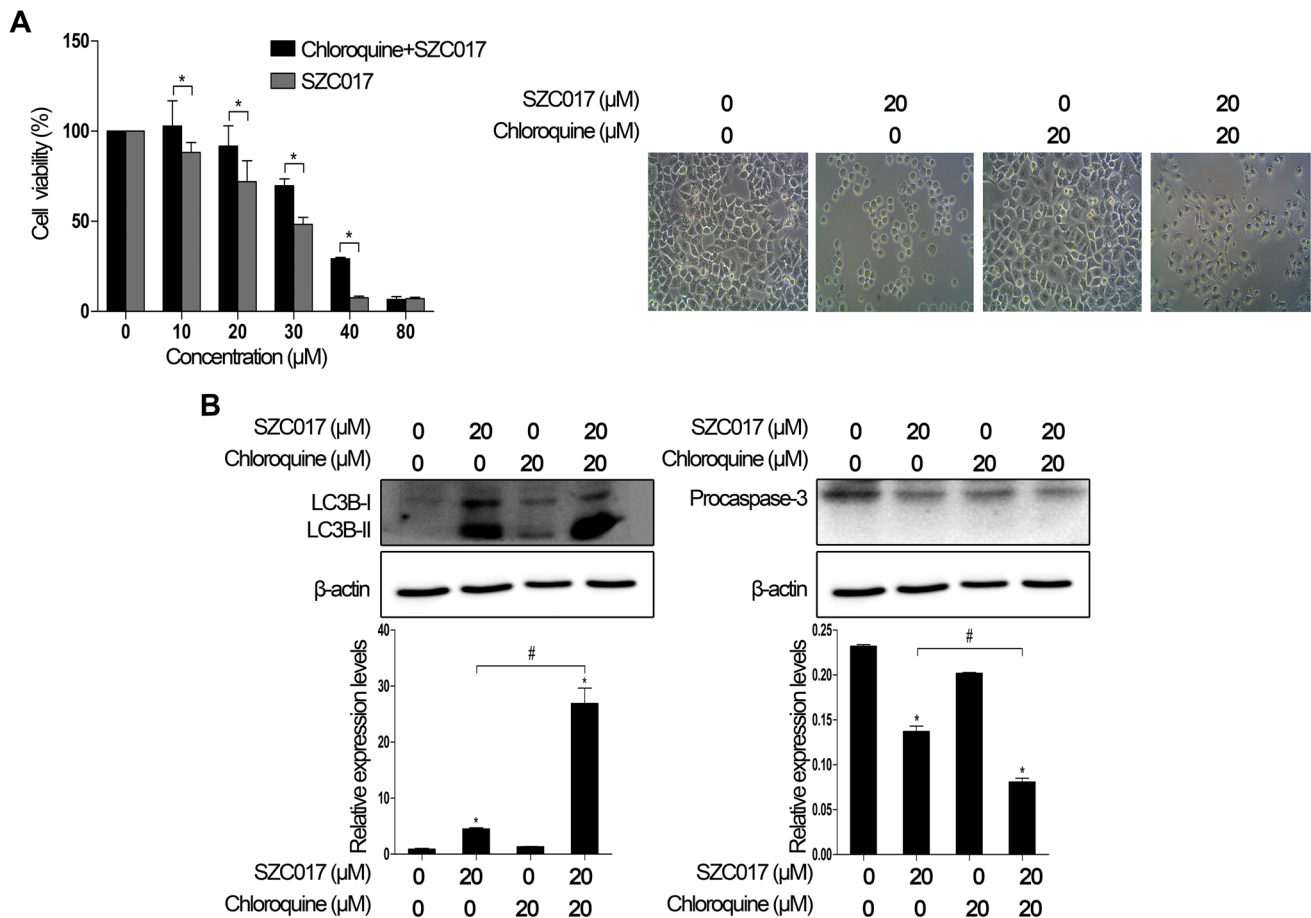 A
150
100
50
0
Cell viability (%)
Chloroquine+SZC017
SZC017
* * * *
0 10 20 30 40 80
Concentration (μM)
SZC017 (μM) 0 20 0 20
Chloroquine (μM) 0 0 20 20
B
SZC017 (μM) 0 20 0 20
Chloroquine (μM) 0 0 20 20
LC3B-I
LC3B-II
β-actin
40
30
20
10
0
Relative expression levels
#
* *
SZC017 (μM) 0 20 0 20
Chloroquine (μM) 0 0 20 20
SZC017 (μM) 0 20 0 20
Chloroquine (μM) 0 0 20 20
Procaspase-3
β-actin
0.25
0.20
0.15
0.10
0.05
0.00
Relative expression levels
#
* *
SZC017 (μM) 0 20 0 20
Chloroquine (μM) 0 0 20 20